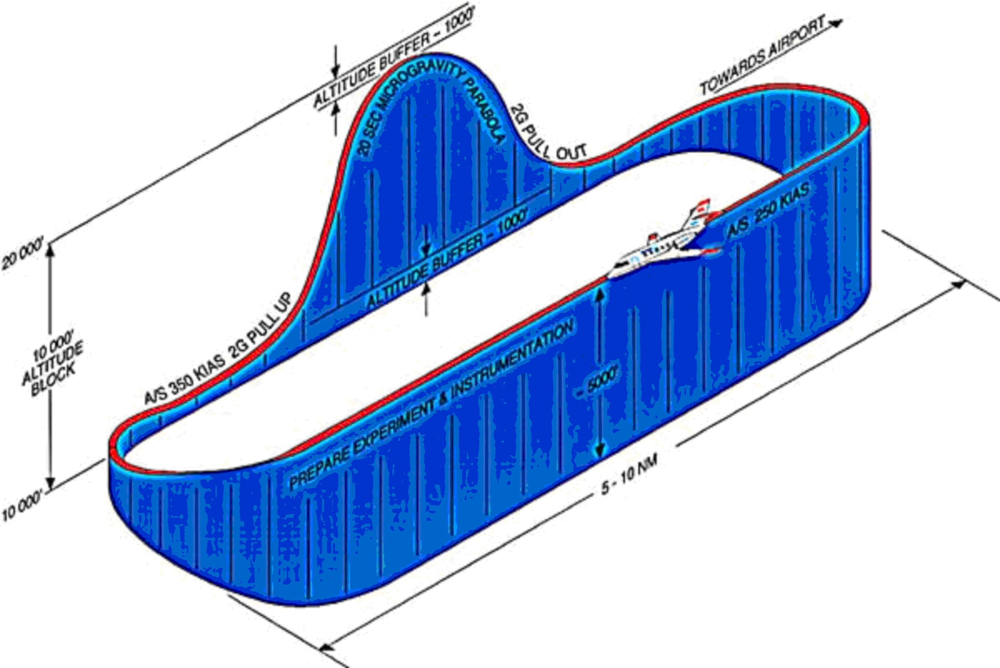 ALTITUDE BUFFER - 1000'
TOWARDS AIRPORT
20 SEC MICROGRAVITY PARABOLA
2G PULL OUT
A/S 250 KIAS
20 000'
ALTITUDE BUFFER - 1000'
A/S 350 KIAS 2G PULL UP
10 000'
ALTITUDE
BLOCK
PREPARE EXPERIMENT & INSTRUMENTATION
- 5000'
10 000'
5 - 10 NM